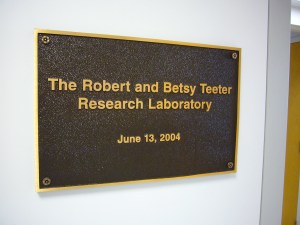 The Robert and Betsy Teeter
Research Laboratory
June 13, 2004